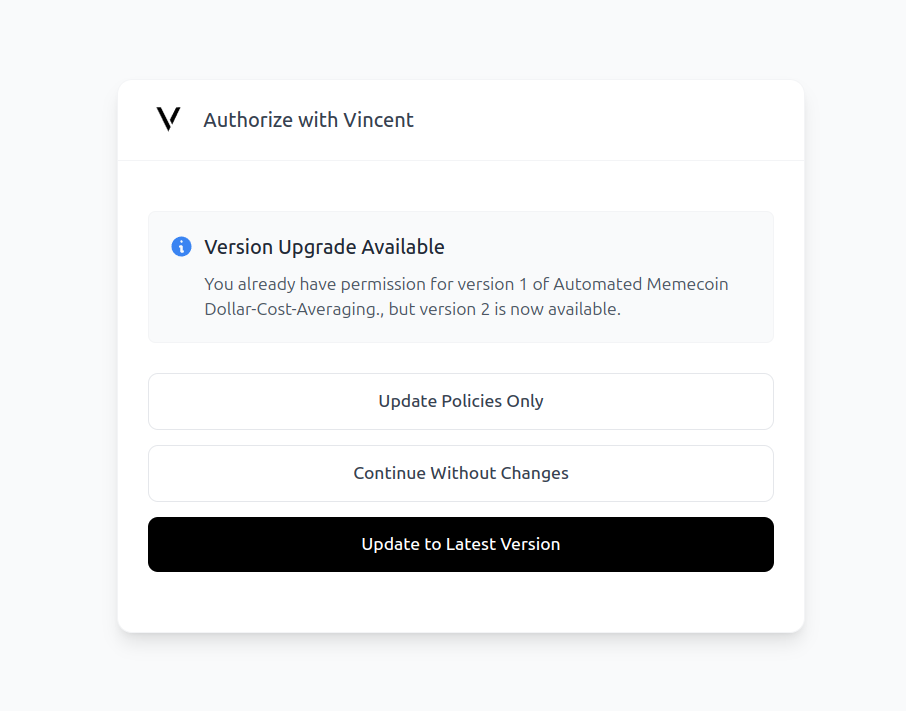 Authorize with Vincent
Version Upgrade Available
You already have permission for version 1 of Automated Memecoin
Dollar-Cost-Averaging., but version 2 is now available.
Update Policies Only
Continue Without Changes
Update to Latest Version